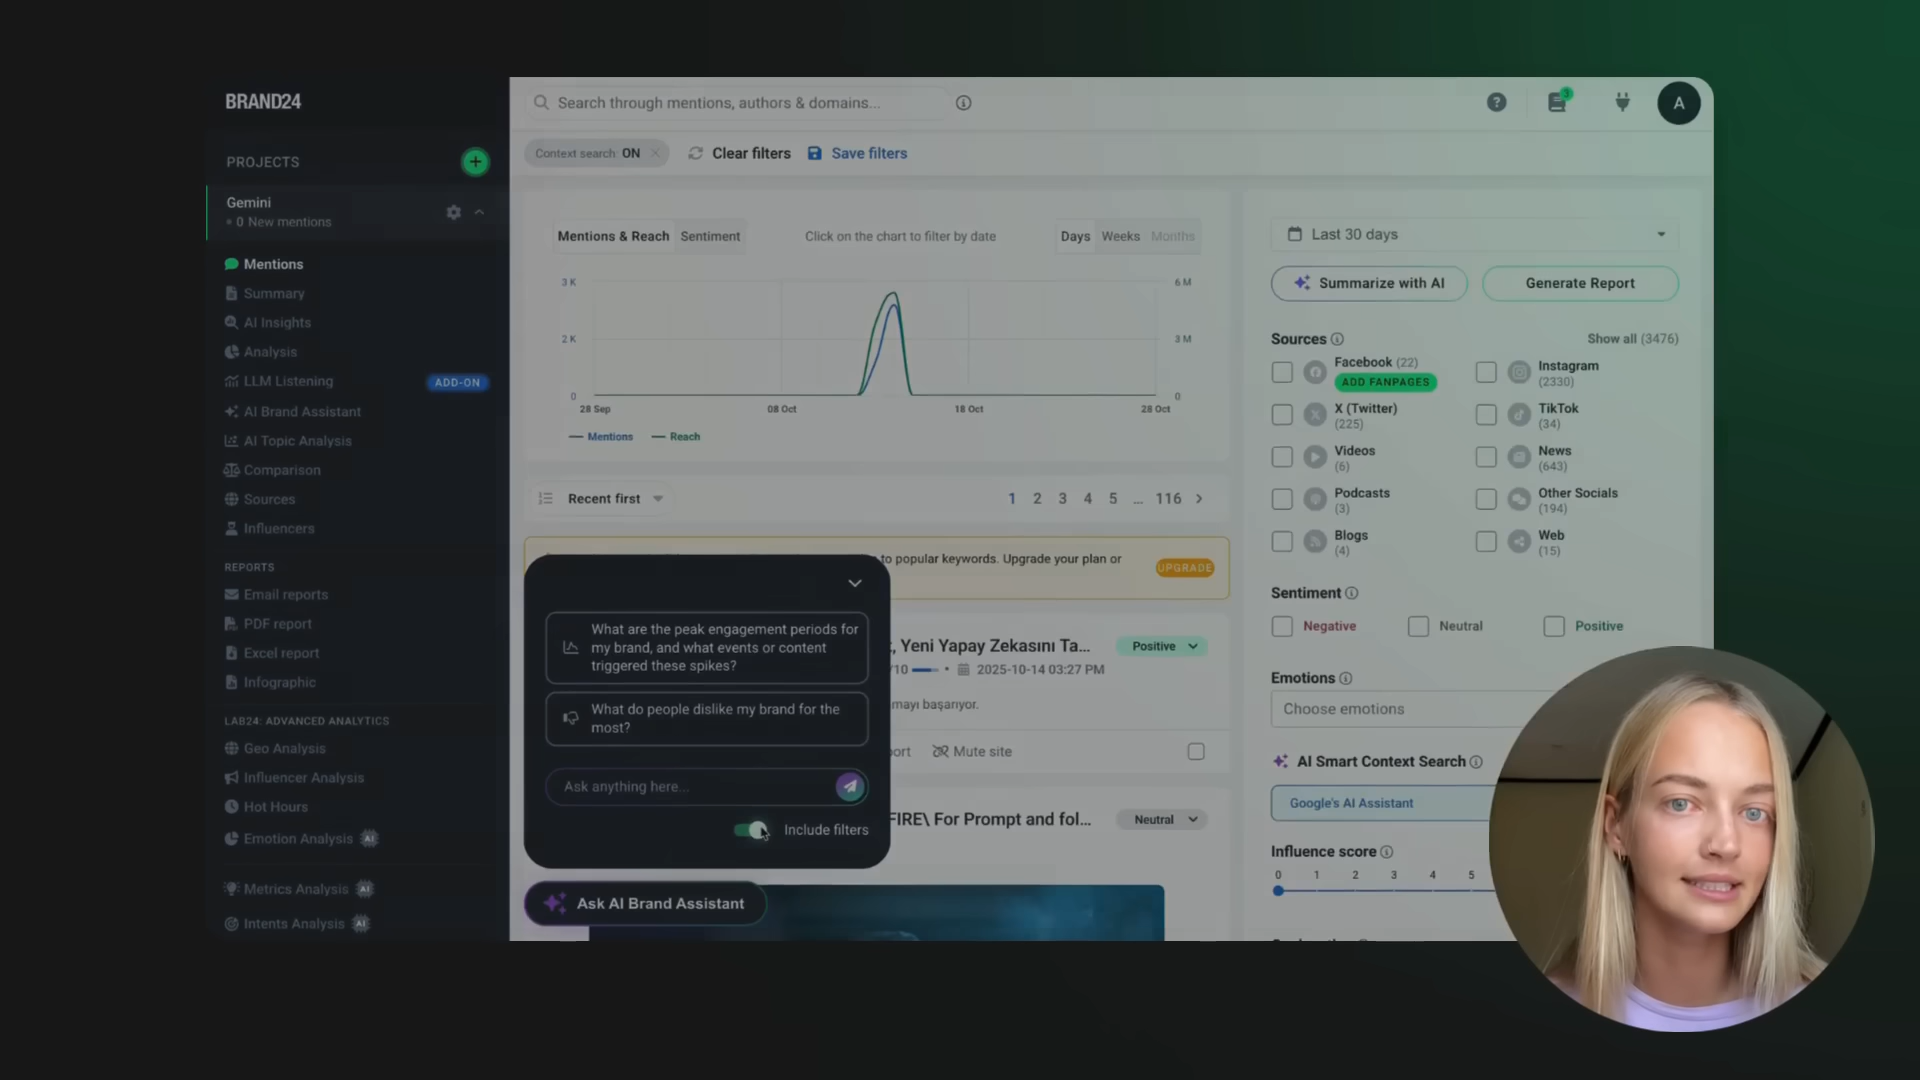 BRAND24
PROJECTS
Gemini
0 New mentions
Mentions
Summary
AI Insights
Analysis
LLM Listening
ADD-ON
AI Brand Assistant
AI Topic Analysis
Comparison
Sources
Influencers
REPORTS
Email reports
PDF report
Excel report
Infographic
LAB24: ADVANCED ANALYTICS
Geo Analysis
Influencer Analysis
Hot Hours
Emotion Analysis AI
Metrics Analysis AI
Intents Analysis AI
Search through mentions, authors & domains...
3
A
Context search: ON
Clear filters
Save filters
Mentions & Reach
Sentiment
Click on the chart to filter by date
Days
Weeks
Months
3 K
2 K
0
6 M
3 M
0
28 Sep
08 Oct
18 Oct
28 Oct
Mentions
Reach
Recent first
1 2 3 4 5 ... 116 >
to popular keywords. Upgrade your plan or
UPGRADE
, Yeni Yapay Zekasını Ta...
Positive
/10 • 2025-10-14 03:27 PM
mayı başarıyor.
ort
Mute site
FIRE\ For Prompt and fol...
Neutral
What are the peak engagement periods for
my brand, and what events or content
triggered these spikes?
What do people dislike my brand for the
most?
Ask anything here...
Include filters
Ask AI Brand Assistant
Last 30 days
Summarize with AI
Generate Report
Sources
Show all (3476)
Facebook (22)
ADD FANPAGES
Instagram
(2330)
X (Twitter)
(225)
TikTok
(34)
Videos
(6)
News
(643)
Podcasts
(3)
Other Socials
(194)
Blogs
(4)
Web
(15)
Sentiment
Negative
Neutral
Positive
Emotions
Choose emotions
AI Smart Context Search
Google's AI Assistant
Influence score
0 1 2 3 4 5